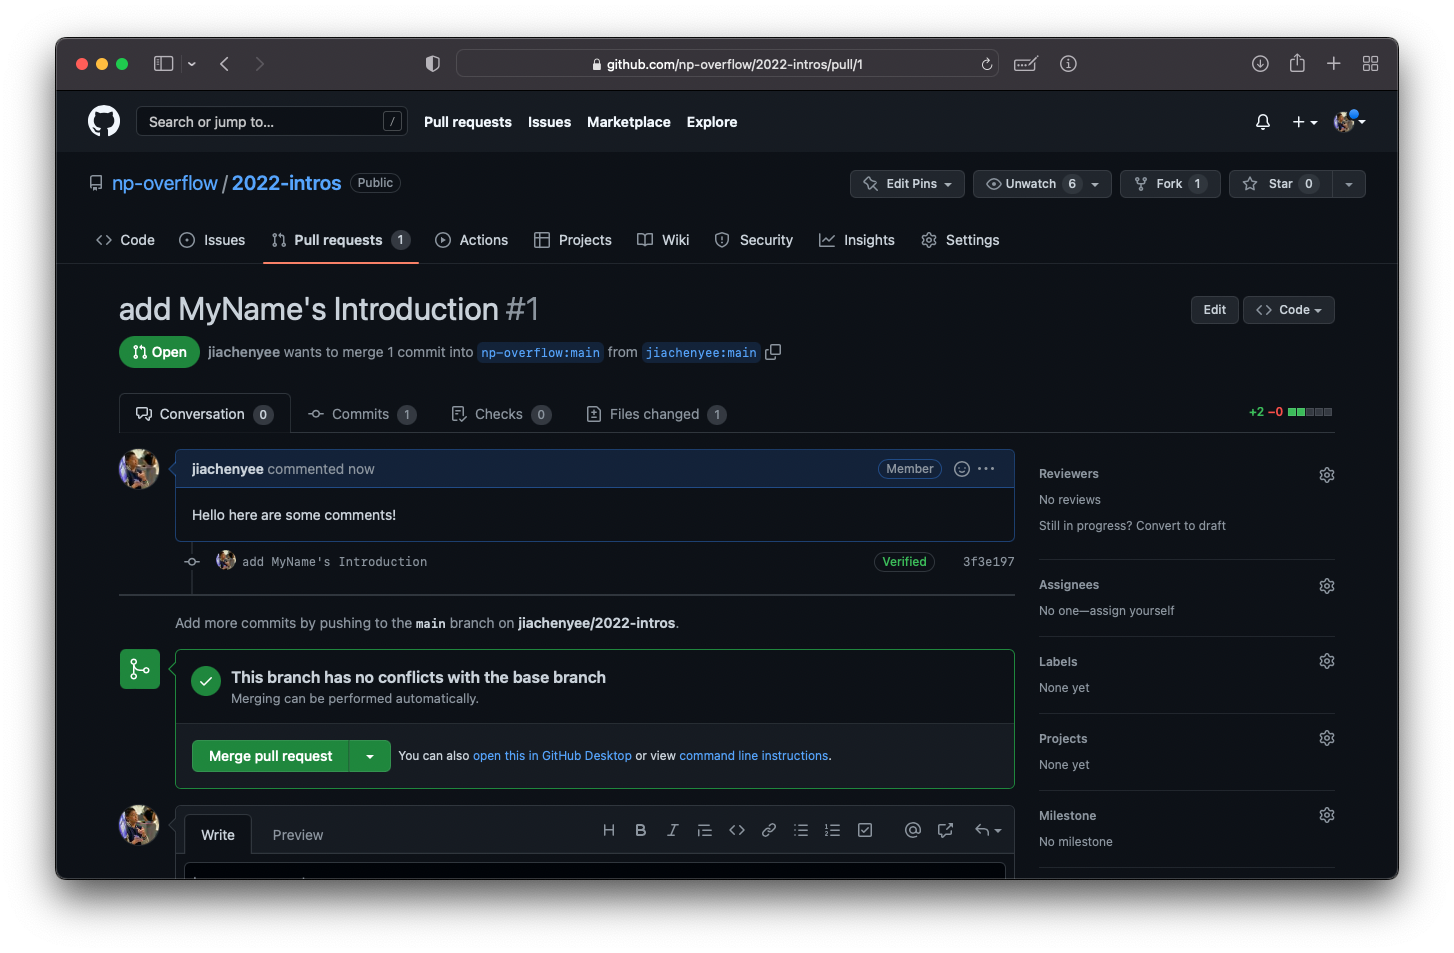 github.com/np-overflow/2022-intros/pull/1
Search or jump to... /
Pull requests Issues Marketplace Explore
np-overflow / 2022-intros Public
Edit Pins Unwatch 6 Fork 1 Star 0
Code Issues Pull requests 1 Actions Projects Wiki Security Insights Settings
add MyName's Introduction #1
Edit Code
Open jiachenyee wants to merge 1 commit into np-overflow:main from jiachenyee:main
Conversation 0 Commits 1 Checks 0 Files changed 1
+2 −0
jiachenyee commented now Member
Hello here are some comments!
add MyName's Introduction Verified 3f3e197
Add more commits by pushing to the main branch on jiachenyee/2022-intros.
This branch has no conflicts with the base branch
Merging can be performed automatically.
Merge pull request You can also open this in GitHub Desktop or view command line instructions.
Write Preview
Reviewers
No reviews
Still in progress? Convert to draft
Assignees
No one—assign yourself
Labels
None yet
Projects
None yet
Milestone
No milestone